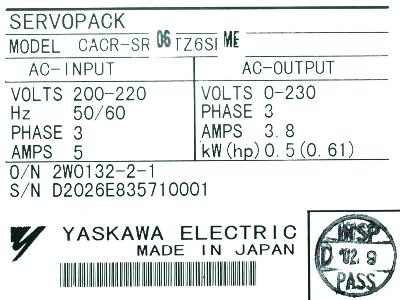 SERVOPACK
MODEL CACR-SR 06 TZ6S ME
AC-INPUT
VOLTS 200-220
Hz 50/60
PHASE 3
AMPS 5
AC-OUTPUT
VOLTS 0-230
PHASE 3
AMPS 3.8
kW(hp) 0.5(0.61)
O/N 2W0132-2-1
S/N D2026E835710001
YASKAWA ELECTRIC
MADE IN JAPAN
INSP
D '02. 9
PASS